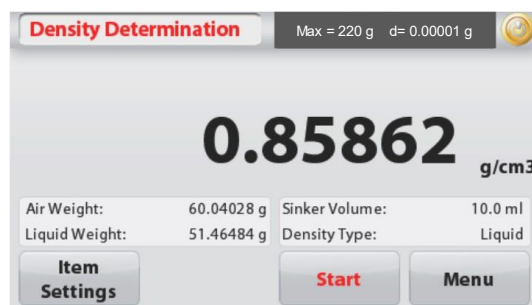 Density Determination Max = 220 g d= 0.00001 g
0.85862 g/cm3
Air Weight: 60.04028 g Sinker Volume: 10.0 ml
Liquid Weight: 51.46484 g Density Type: Liquid
Item Settings Start Menu